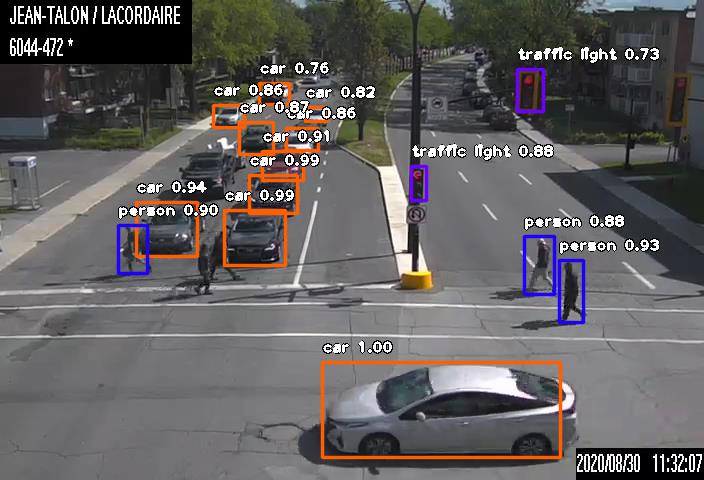 JEAN-TALON / LACORDAIRE
6044-472 *
car 0.76
traffic light 0.73
car 0.86
car 0.82
car 0.87
car 0.86
car 0.91
traffic light 0.88
car 0.99
car 0.94
car 0.99
person 0.90
person 0.88
person 0.93
car 1.00
2020/08/30 11:32:07